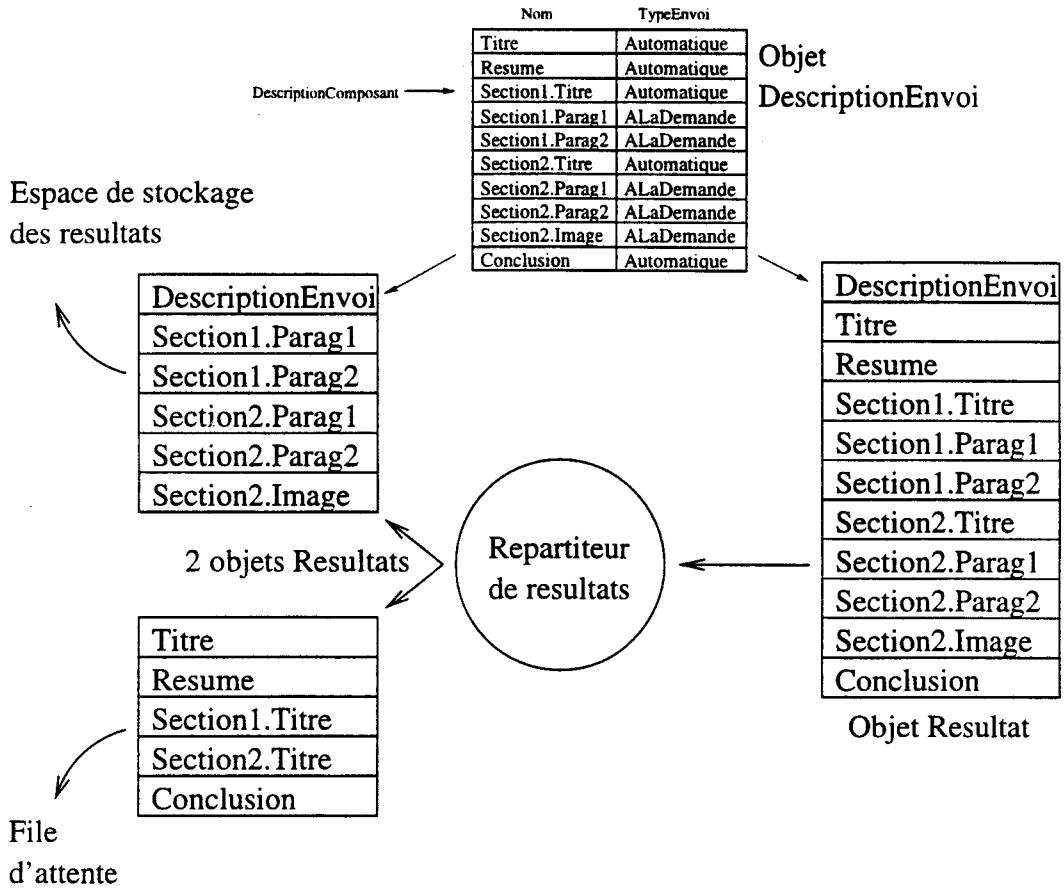 Nom TypeEnvoi
Titre Automatique
Resume Automatique
Section1.Titre Automatique
Section1.Parag1 ALaDemande
Section1.Parag2 ALaDemande
Section2.Titre Automatique
Section2.Parag1 ALaDemande
Section2.Parag2 ALaDemande
Section2.Image ALaDemande
Conclusion Automatique
Objet
DescriptionEnvoi
DescriptionComposant
Espace de stockage
des resultats
DescriptionEnvoi
Section1.Parag1
Section1.Parag2
Section2.Parag1
Section2.Parag2
Section2.Image
2 objets Resultats
Repartiteur
de resultats
Titre
Resume
Section1.Titre
Section2.Titre
Conclusion
File
d'attente
DescriptionEnvoi
Titre
Resume
Section1.Titre
Section1.Parag1
Section1.Parag2
Section2.Titre
Section2.Parag1
Section2.Parag2
Section2.Image
Conclusion
Objet Resultat